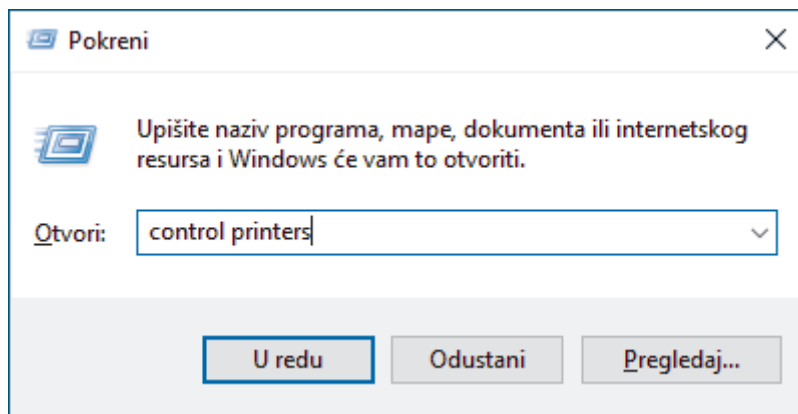 Pokreni
Upišite naziv programa, mape, dokumenta ili internetskog
resursa i Windows će vam to otvoriti.
Otvori: control printers
U redu Odustani Pregledaj...